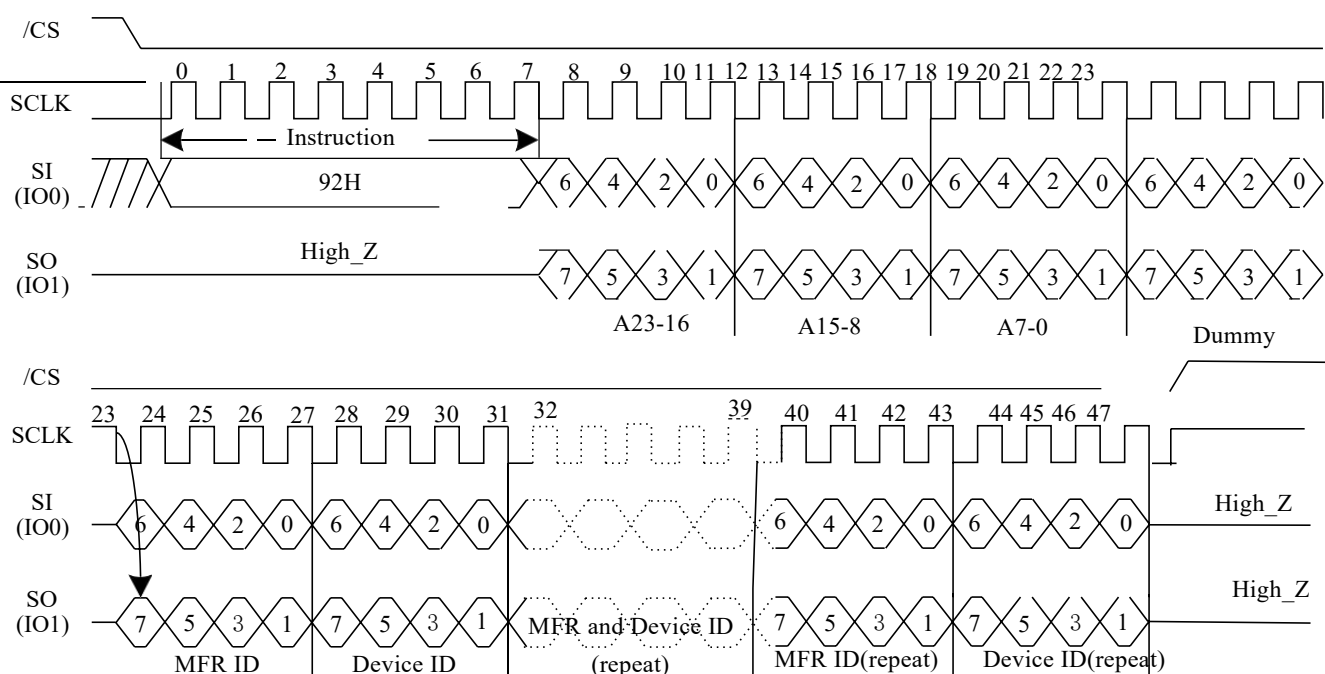 /CS
0 1 2 3 4 5 6 7 8 9 10 11 12 13 14 15 16 17 18 19 20 21 22 23
SCLK
Instruction
SI
(IO0)
92H
6 4 2 0 6 4 2 0 6 4 2 0 6 4 2 0
SO
(IO1)
High_Z
7 5 3 1 7 5 3 1 7 5 3 1 7 5 3 1
A23-16 A15-8 A7-0
Dummy
/CS
23 24 25 26 27 28 29 30 31 32 39 40 41 42 43 44 45 46 47
SCLK
SI
(IO0)
6 4 2 0 6 4 2 0 6 4 2 0 6 4 2 0
High_Z
SO
(IO1)
7 5 3 1 7 5 3 1 MFR and Device ID 7 5 3 1 7 5 3 1
High_Z
MFR ID Device ID (repeat) MFR ID(repeat) Device ID(repeat)